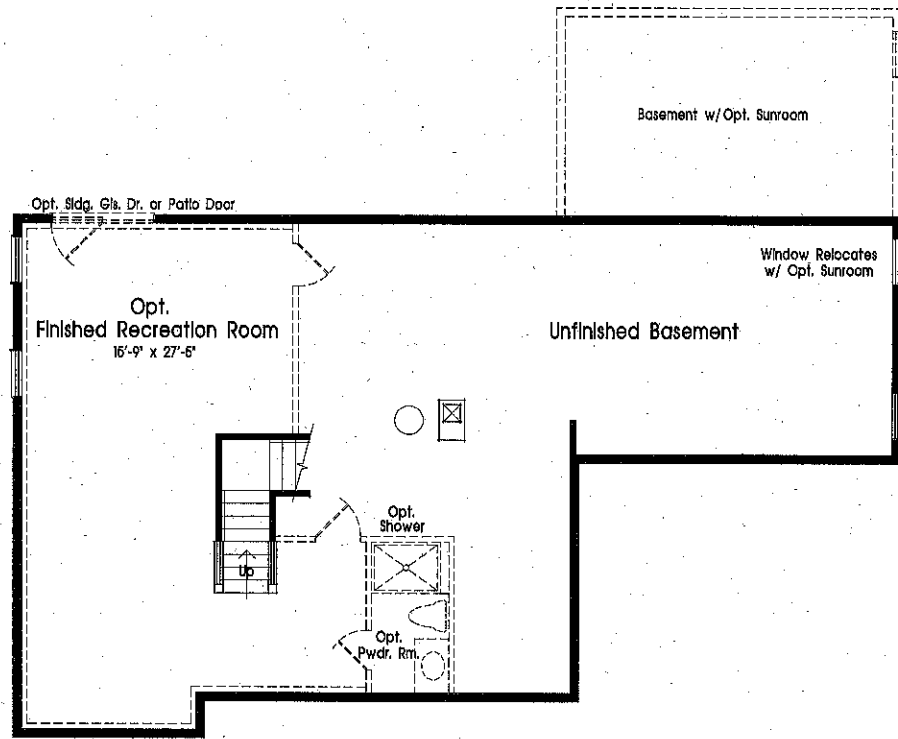 Basement w/Opt. Sunroom
Opt. Sldg. Gls. Dr. or Patio Door
Window Relocates
w/ Opt. Sunroom
Opt.
Finished Recreation Room
16'-9" x 27'-6"
Unfinished Basement
Opt.
Shower
Up
Opt.
Pwdr. Rm.